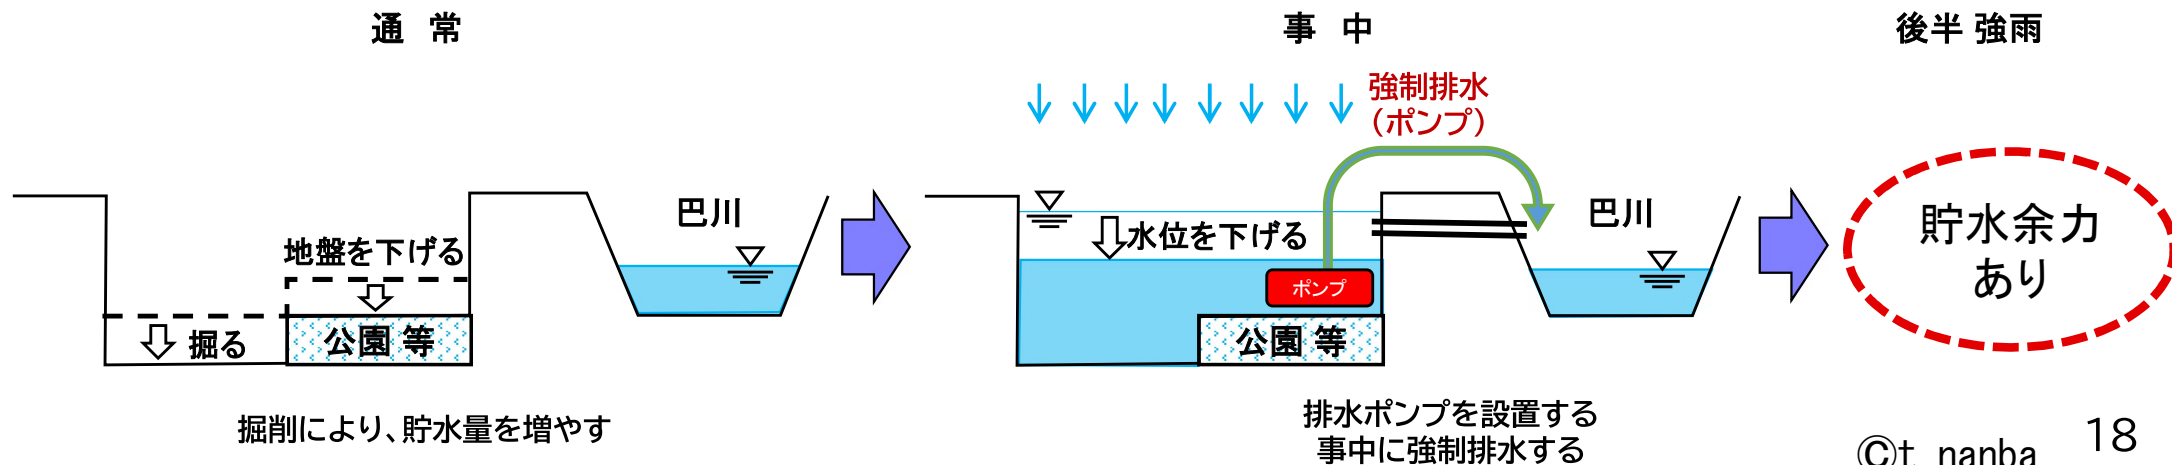 通 常
事 中
後半 強雨
強制排水
（ポンプ）
巴川
地盤を下げる
掘る
公園 等
水位を下げる
巴川
ポンプ
公園 等
貯水余力
あり
掘削により、貯水量を増やす
排水ポンプを設置する
事中に強制排水する
©t_nanba
18